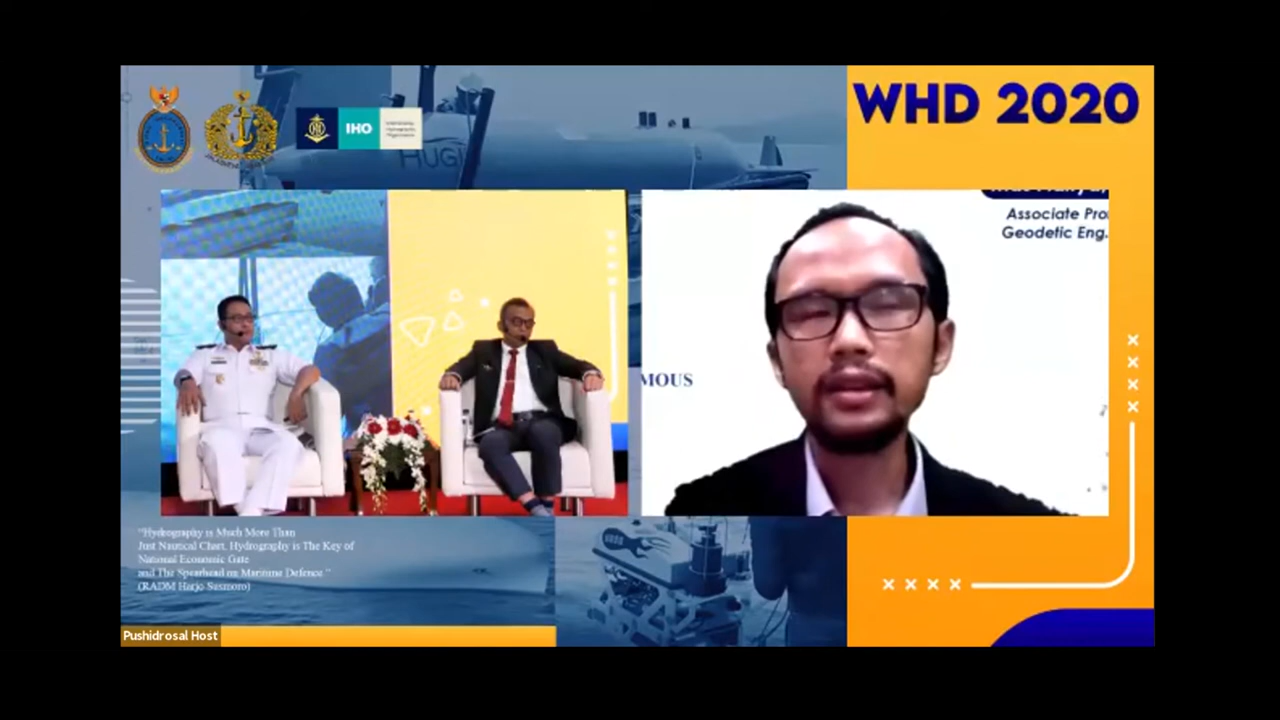 WHD 2020
IHO
HUGI
Associate Pro
Geodetic Eng.
MOUS
"Hydrography is Much More Than
Just Nautical Chart, Hydrography is The Key of
National Economic Gate
and The Spearhead on Maritime Defence."
(RADM Harjo Susmoro)
Pushidrosal Host